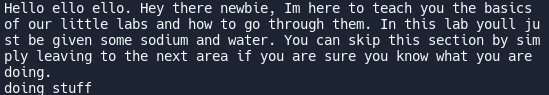 Hello ello ello. Hey there newbie, Im here to teach you the basics
of our little labs and how to go through them. In this lab youll ju
st be given some sodium and water. You can skip this section by sim
ply leaving to the next area if you are sure you know what you are
doing.
doing stuff